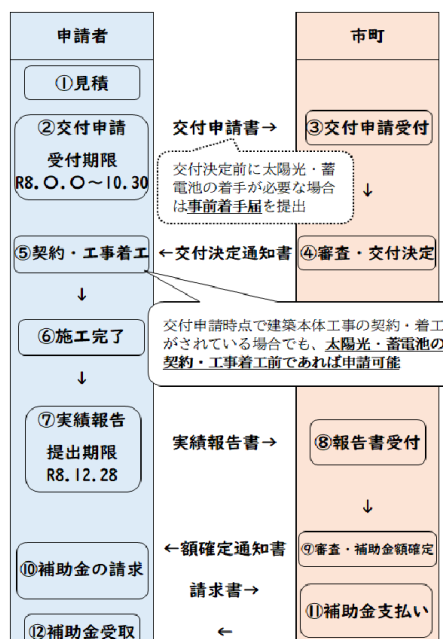 申請者
市町
①見積
②交付申請
受付期限
R8.〇.〇~10.30
交付申請書→
③交付申請受付
交付決定前に太陽光・蓄
電池の着手が必要な場合
は事前着手届を提出
↓
⑤契約・工事着工
←交付決定通知書
④審査・交付決定
↓
交付申請時点で建築本体工事の契約・着工
がされている場合でも、太陽光・蓄電池の
契約・工事着工前であれば申請可能
⑥施工完了
↓
⑦実績報告
提出期限
R8.12.28
実績報告書→
⑧報告書受付
↓
←額確定通知書
⑨審査・補助金額確定
⑩補助金の請求
請求書→
⑪補助金支払い
⑫補助金受取
←